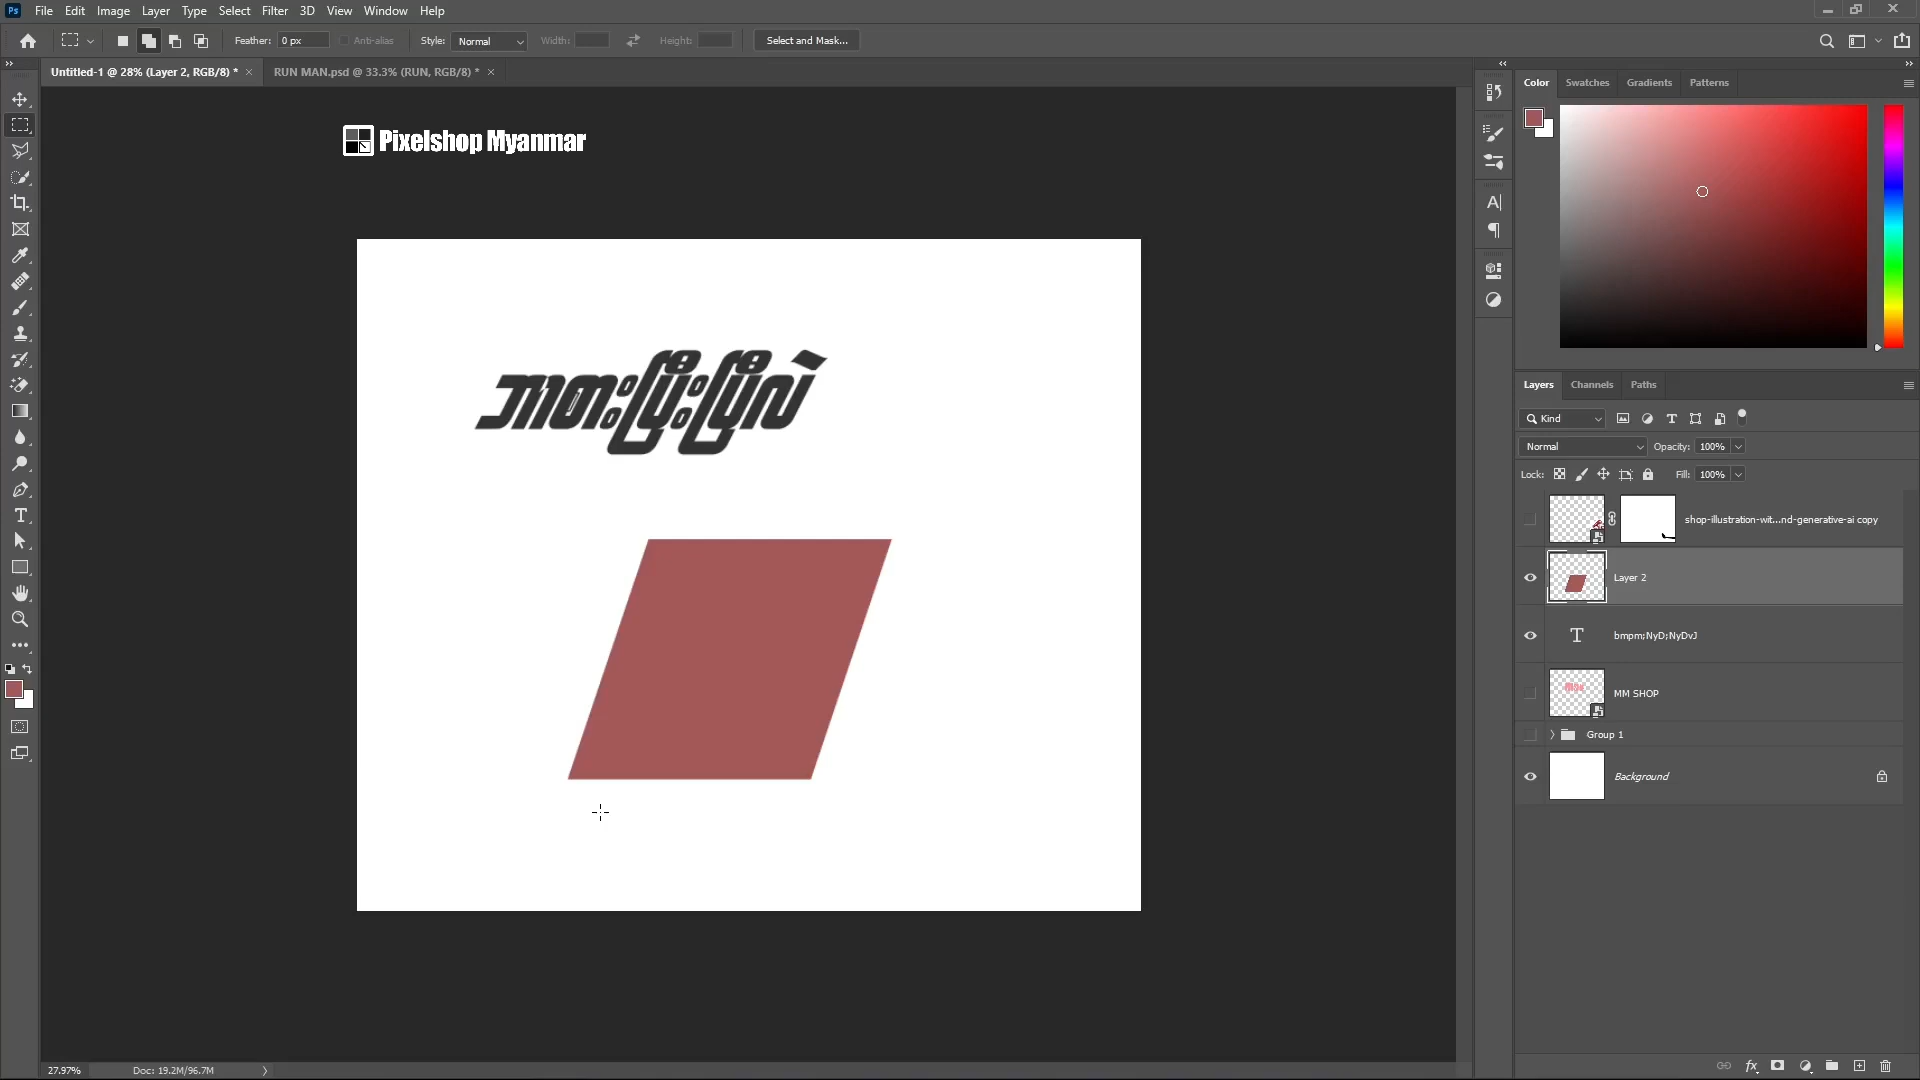 Ps File Edit Image Layer Type Select Filter 3D View Window Help
Feather: 0 px Anti-alias Style: Normal Width: Height: Select and Mask...
Untitled-1 @ 28% (Layer 2, RGB/8) * × RUN MAN.psd @ 33.3% (RUN, RGB/8) * ×
Pixelshop Myanmar
Color Swatches Gradients Patterns
Layers Channels Paths
Kind
Normal Opacity: 100%
Lock: Fill: 100%
shop-illustration-wit...nd-generative-ai copy
Layer 2
bmpm;NyD;NyDvJ
MM SHOP
Group 1
Background
27.97% Doc: 19.2M/96.7M